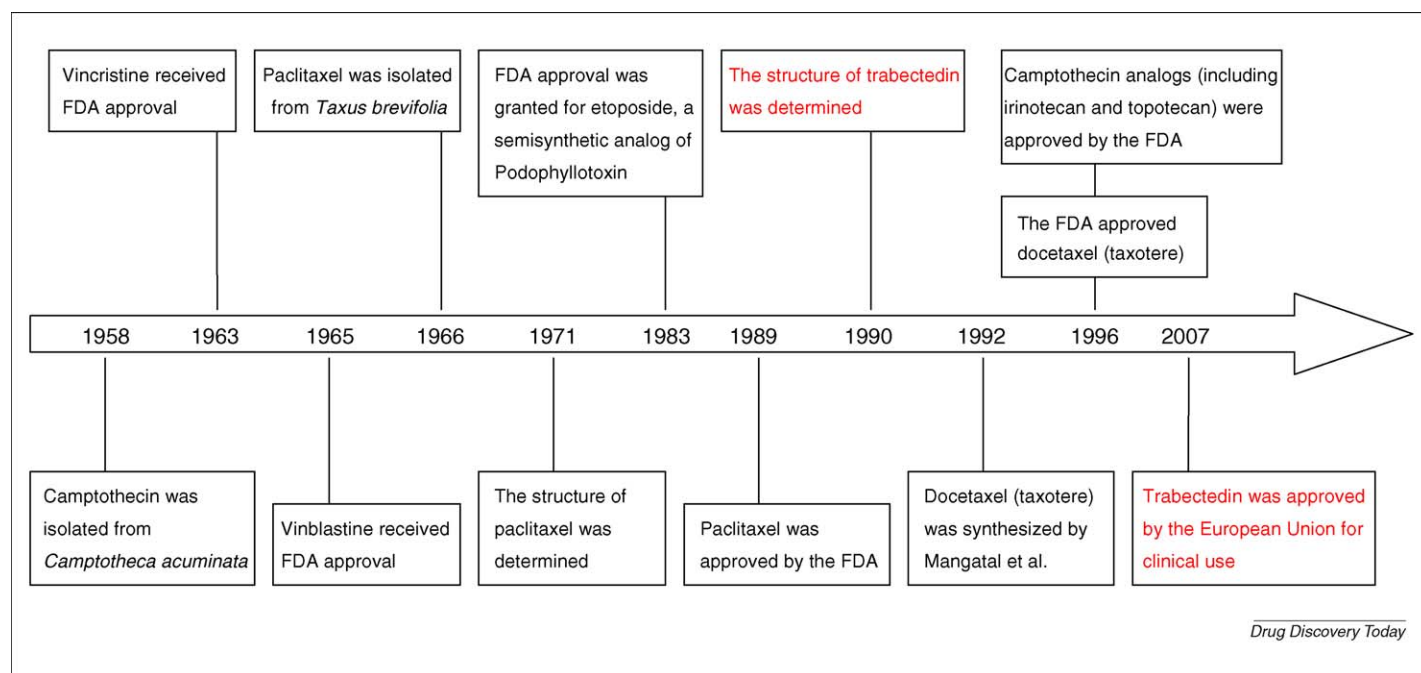 Vincristine received
FDA approval
Paclitaxel was isolated
from Taxus brevifolia
FDA approval was
granted for etoposide, a
semisynthetic analog of
Podophyllotoxin
The structure of trabectedin
was determined
Camptothecin analogs (including
irinotecan and topotecan) were
approved by the FDA
The FDA approved
docetaxel (taxotere)
1958 1963 1965 1966 1971 1983 1989 1990 1992 1996 2007
Camptothecin was
isolated from
Camptotheca acuminata
Vinblastine received
FDA approval
The structure of
paclitaxel was
determined
Paclitaxel was
approved by the FDA
Docetaxel (taxotere)
was synthesized by
Mangatal et al.
Trabectedin was approved
by the European Union for
clinical use
Drug Discovery Today